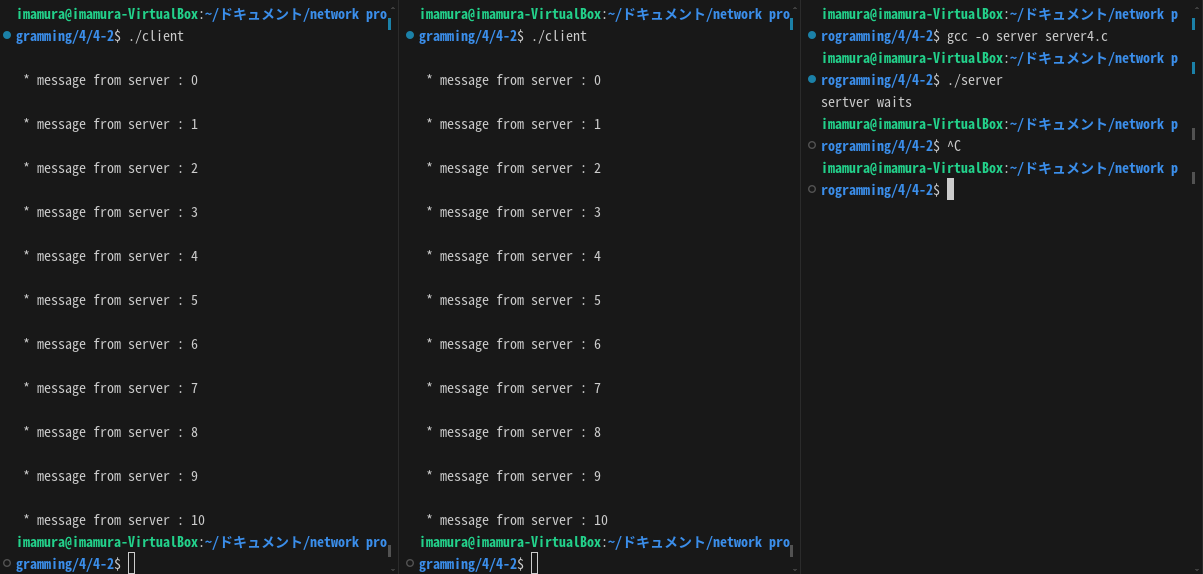 imamura@imamura-VirtualBox:~/ドキュメント/network pro
gramming/4/4-2$ ./client
* message from server : 0
* message from server : 1
* message from server : 2
* message from server : 3
* message from server : 4
* message from server : 5
* message from server : 6
* message from server : 7
* message from server : 8
* message from server : 9
* message from server : 10
imamura@imamura-VirtualBox:~/ドキュメント/network pro
gramming/4/4-2$
imamura@imamura-VirtualBox:~/ドキュメント/network pro
gramming/4/4-2$ ./client
* message from server : 0
* message from server : 1
* message from server : 2
* message from server : 3
* message from server : 4
* message from server : 5
* message from server : 6
* message from server : 7
* message from server : 8
* message from server : 9
* message from server : 10
imamura@imamura-VirtualBox:~/ドキュメント/network pro
gramming/4/4-2$
imamura@imamura-VirtualBox:~/ドキュメント/network p
rogramming/4/4-2$ gcc -o server server4.c
imamura@imamura-VirtualBox:~/ドキュメント/network p
rogramming/4/4-2$ ./server
sertver waits
imamura@imamura-VirtualBox:~/ドキュメント/network p
rogramming/4/4-2$ ^C
imamura@imamura-VirtualBox:~/ドキュメント/network p
rogramming/4/4-2$